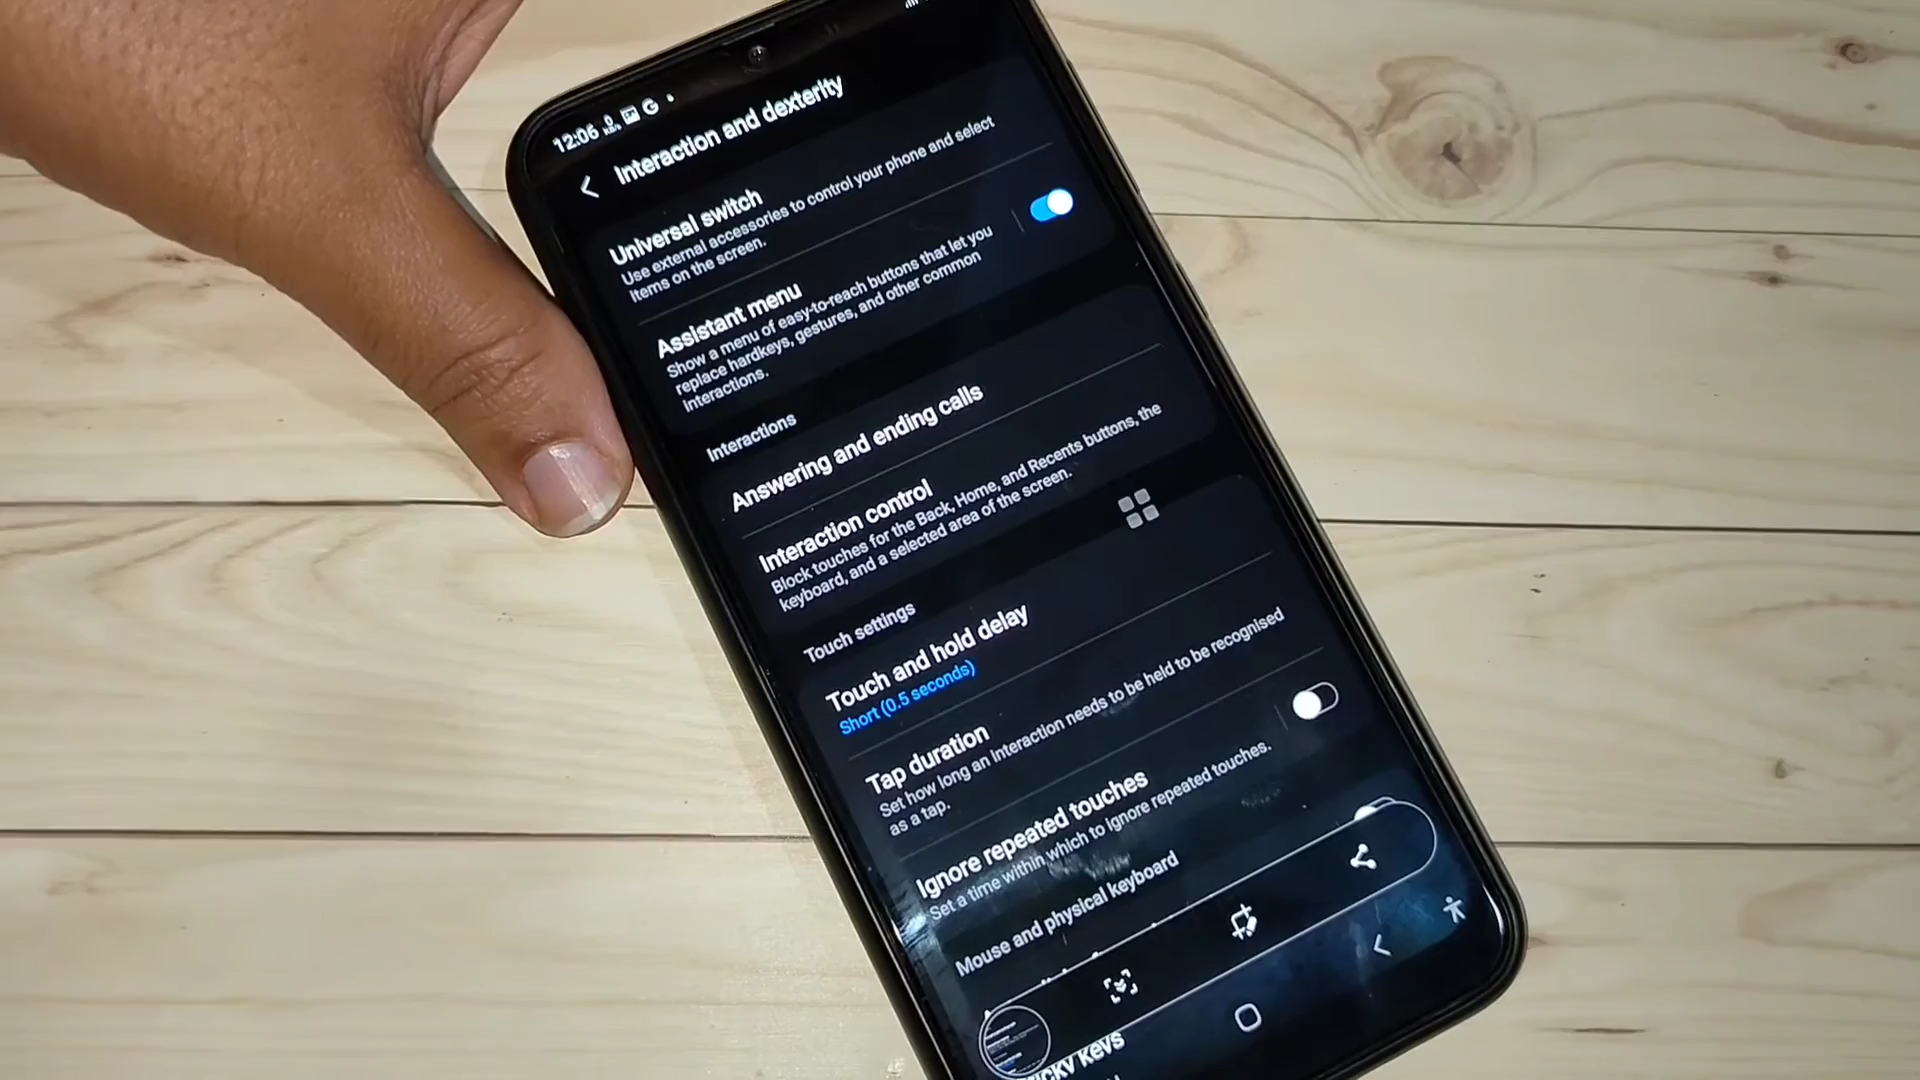 12:06
Interaction and dexterity
Universal switch
Use external accessories to control your phone and select
items on the screen.
Assistant menu
Show a menu of easy-to-reach buttons that let you
replace hardkeys, gestures, and other common
interactions.
Interactions
Answering and ending calls
Interaction control
Block touches for the Back, Home, and Recents buttons, the
keyboard, and a selected area of the screen.
Touch settings
Touch and hold delay
Short (0.5 seconds)
Tap duration
Set how long an interaction needs to be held to be recognised
as a tap.
Ignore repeated touches
Set a time within which to ignore repeated touches.
Mouse and physical keyboard
keys